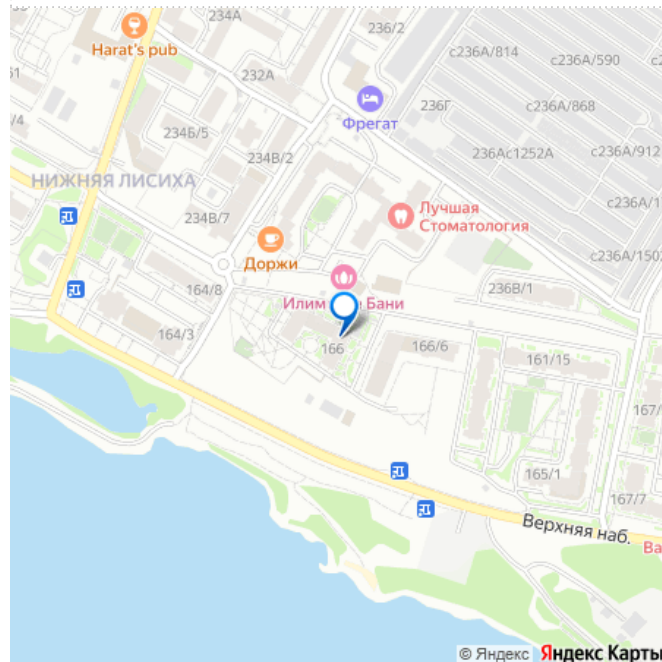 234А
236/2
с236А/814
с236А/590
Harat's pub
232А
236Г
с236А/868
Фрегат
234Б/5
236Ас1252А
с236А/912
234В/2
НИЖНЯЯ ЛИСИХА
Лучшая
Стоматология
234В/7
Доржи
с236А/1502
Илим
Бани
164/8
236В/1
164/3
166
166/6
161/15
165/1
167/7
Верхняя наб.
© Яндекс
Яндекс Карты